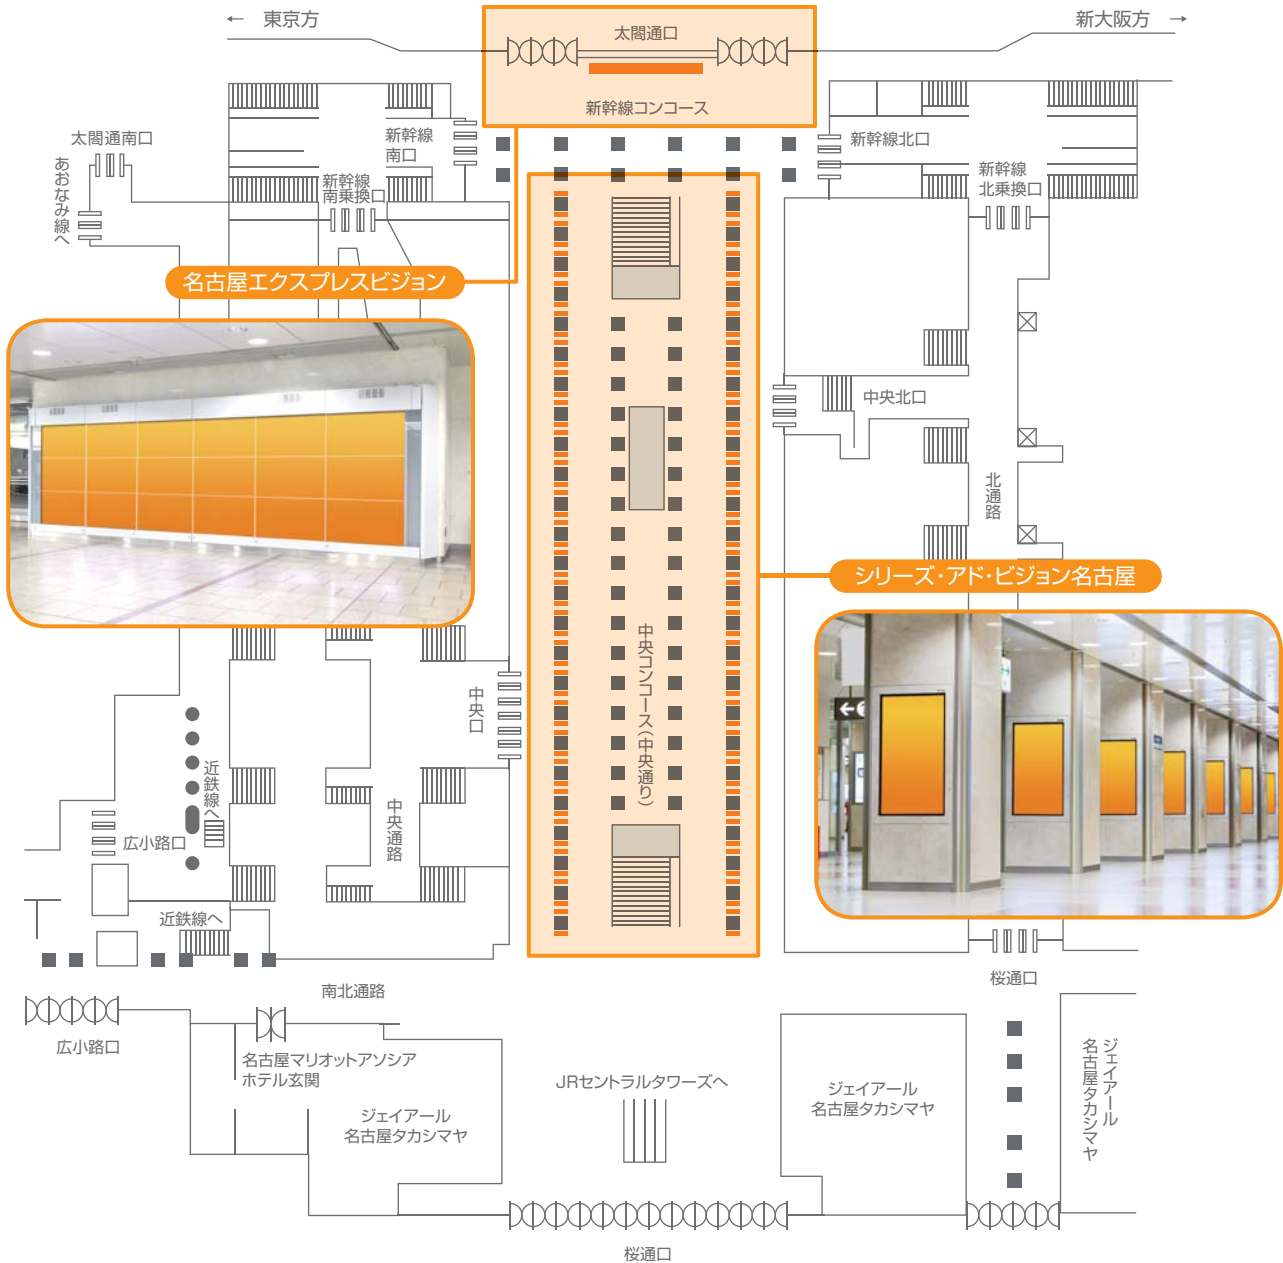 ← 東京方
太閤通口
新大阪方 →
新幹線コンコース
太閤通南口
新幹線
南口
新幹線北口
あおなみ線へ
新幹線
南乗換口
新幹線
北乗換口
名古屋エクスプレスビジョン
中央北口
北通路
シリーズ・アド・ビジョン名古屋
中央コンコース(中央通り)
中央口
近鉄線へ
中央通路
広小路口
近鉄線へ
桜通口
南北通路
広小路口
名古屋マリオットアソシア
ホテル玄関
JRセントラルタワーズへ
ジェイアール
名古屋タカシマヤ
ジェイアール
名古屋タカシマヤ
ジェイアール
名古屋タカシマヤ
桜通口